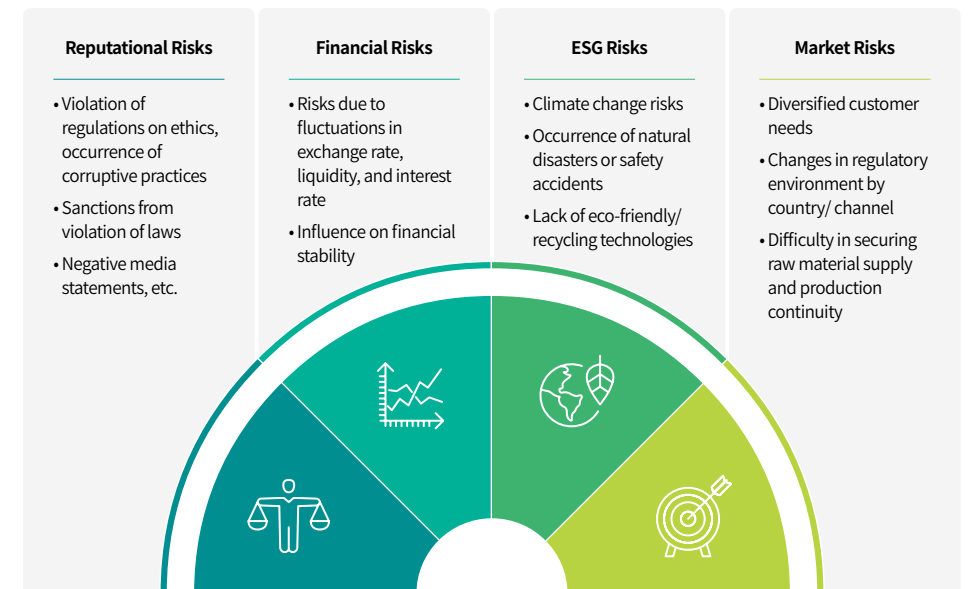 Reputational Risks
• Violation of
regulations on ethics,
occurrence of
corruptive practices
• Sanctions from
violation of laws
• Negative media
statements, etc.
Financial Risks
• Risks due to
fluctuations in
exchange rate,
liquidity, and interest
rate
• Influence on financial
stability
ESG Risks
• Climate change risks
• Occurrence of natural
disasters or safety
accidents
• Lack of eco-friendly/
recycling technologies
Market Risks
• Diversified customer
needs
• Changes in regulatory
environment by
country/ channel
• Difficulty in securing
raw material supply
and production
continuity